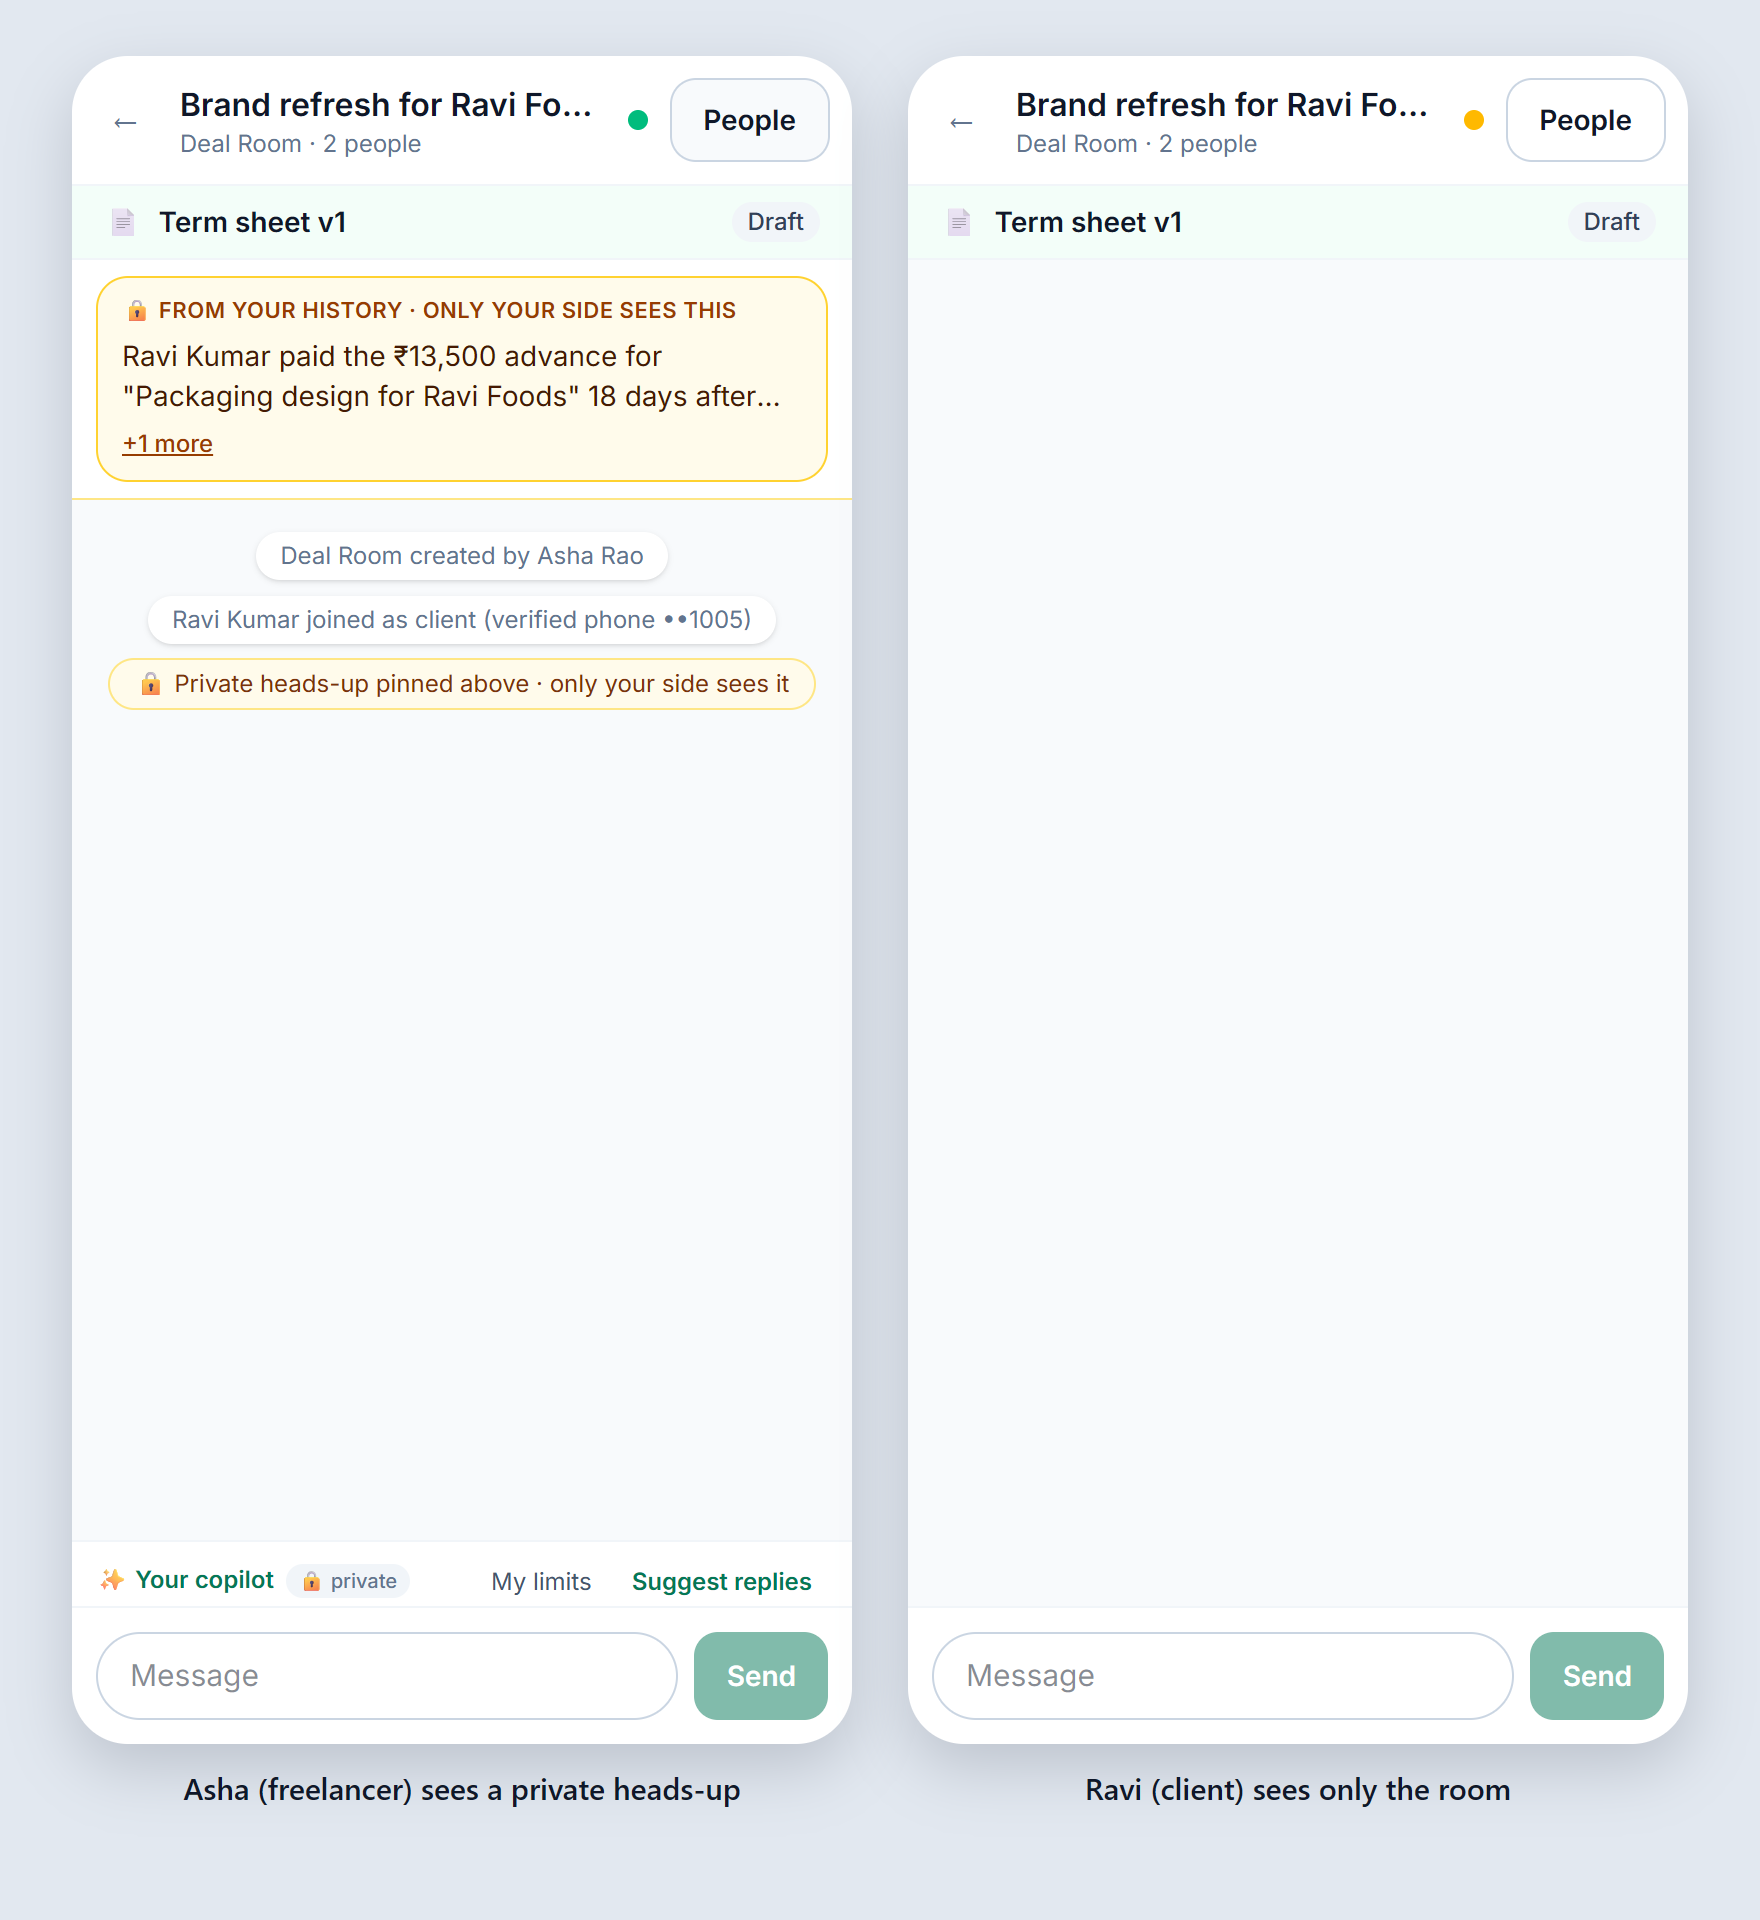 Brand refresh for Ravi Fo...
Deal Room · 2 people
People
Term sheet v1
Draft
FROM YOUR HISTORY · ONLY YOUR SIDE SEES THIS
Ravi Kumar paid the ₹13,500 advance for
"Packaging design for Ravi Foods" 18 days after...
+1 more
Deal Room created by Asha Rao
Ravi Kumar joined as client (verified phone ••1005)
Private heads-up pinned above · only your side sees it
Your copilot
private
My limits
Suggest replies
Message
Send
Asha (freelancer) sees a private heads-up
Brand refresh for Ravi Fo...
Deal Room · 2 people
People
Term sheet v1
Draft
Message
Send
Ravi (client) sees only the room